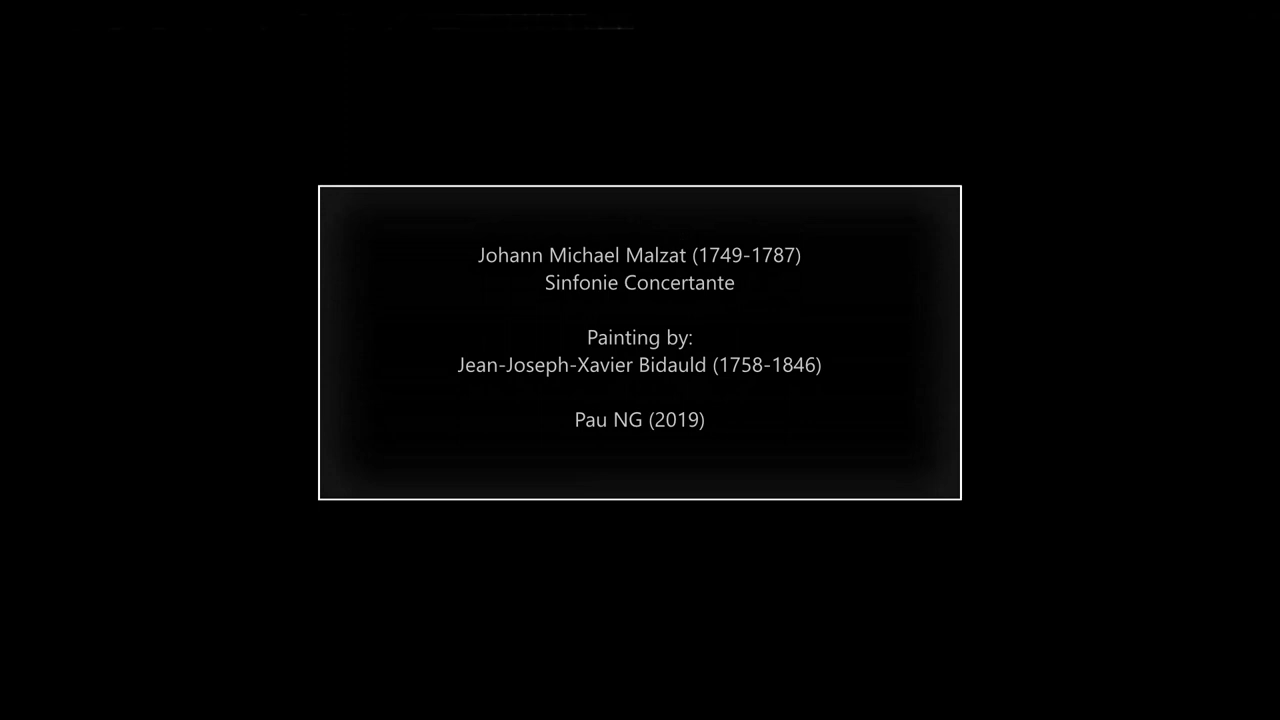 Johann Michael Malzat (1749-1787)
Sinfonie Concertante
Painting by:
Jean-Joseph-Xavier Bidauld (1758-1846)
Pau NG (2019)